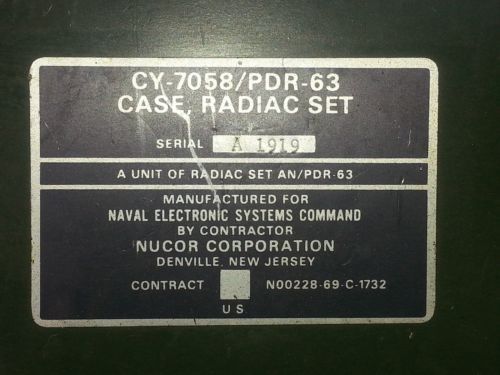 CY-7058/PDR-63
CASE, RADIAC SET
SERIAL A 1919
A UNIT OF RADIAC SET AN/PDR-63
MANUFACTURED FOR
NAVAL ELECTRONIC SYSTEMS COMMAND
BY CONTRACTOR
NUCOR CORPORATION
DENVILLE, NEW JERSEY
CONTRACT N00228-69-C-1732
US